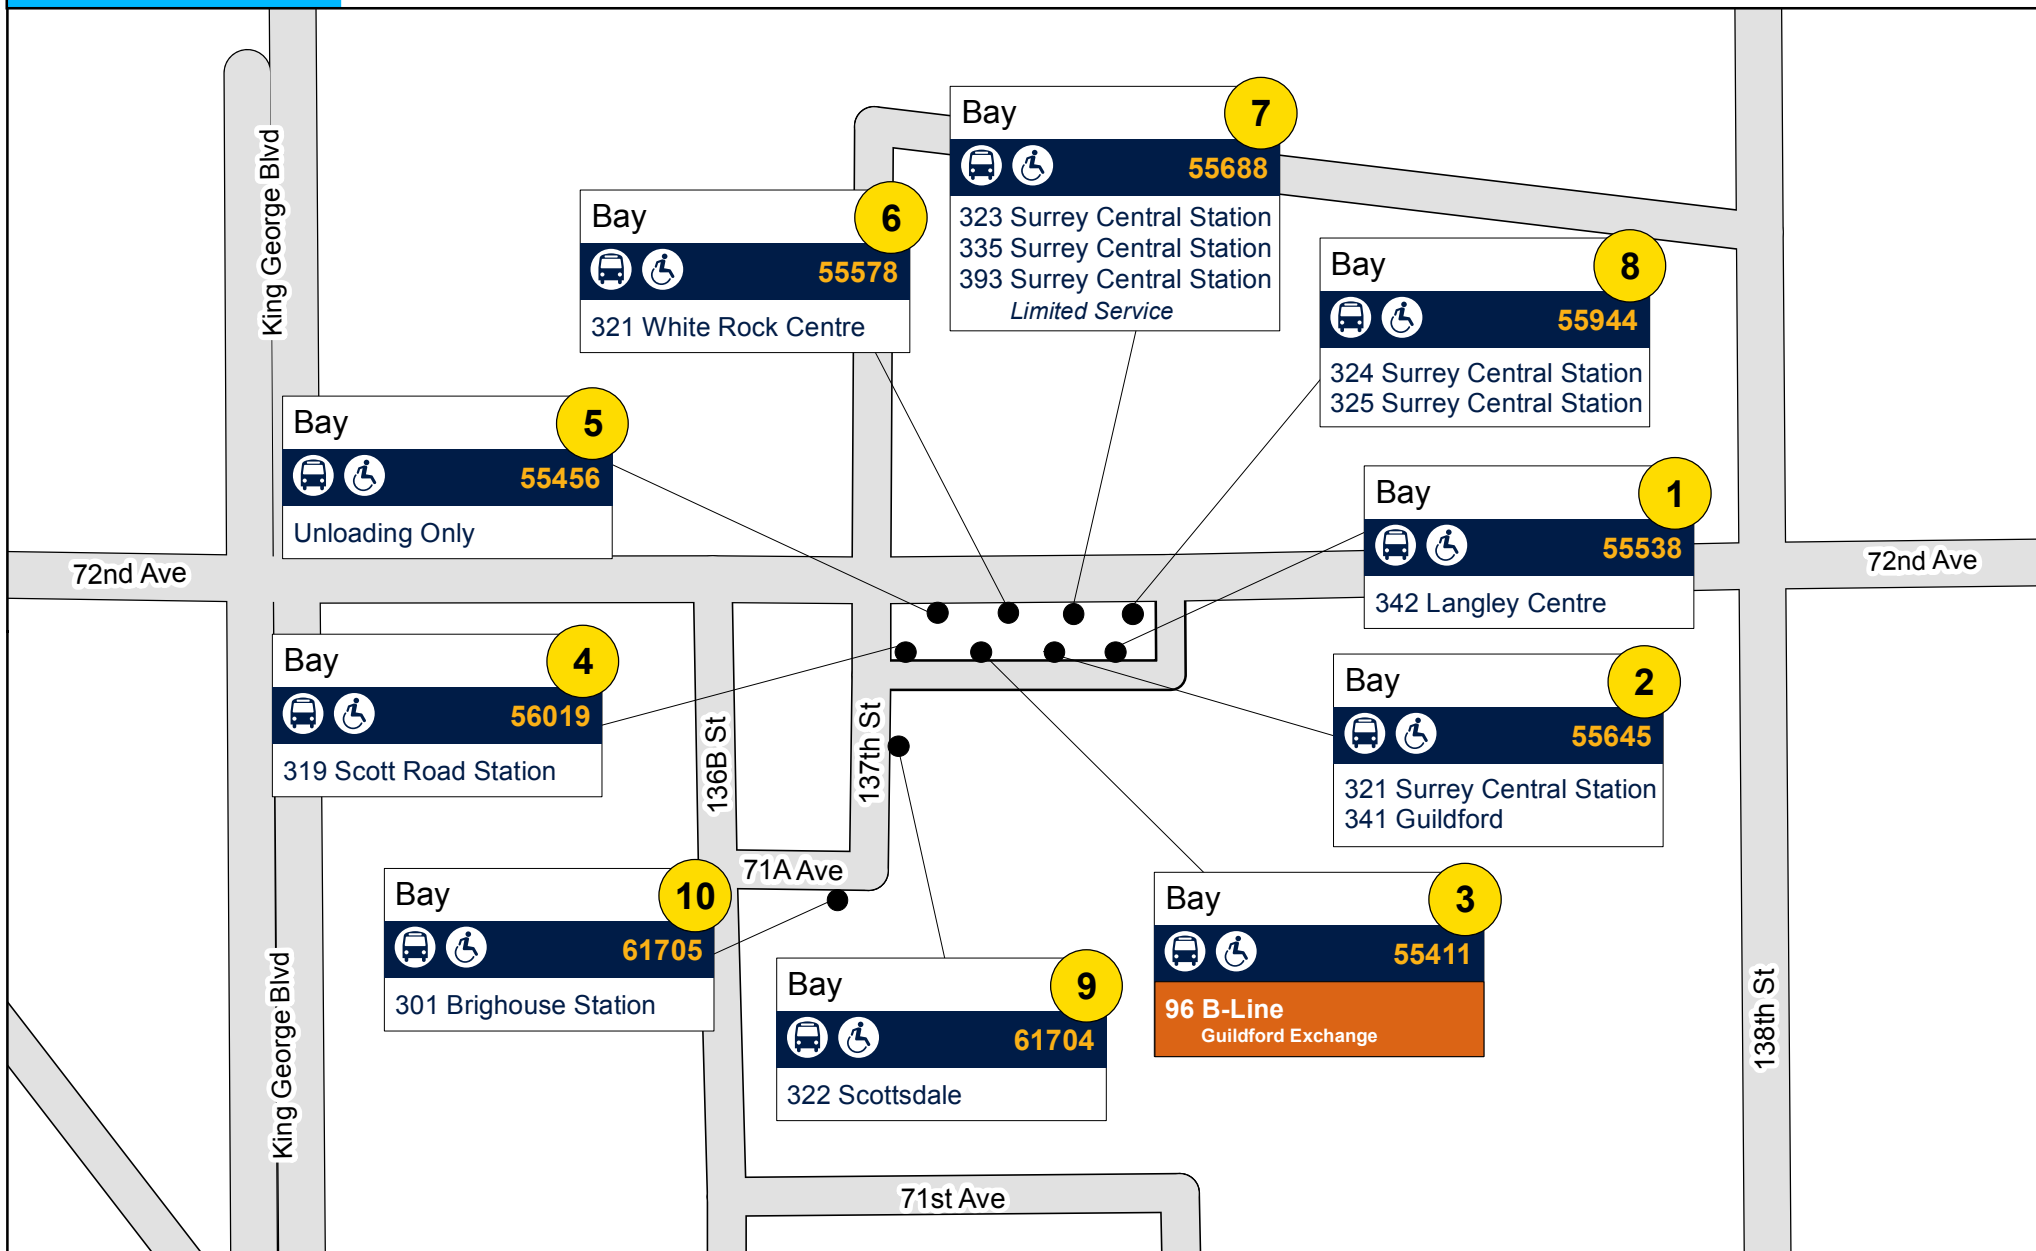 King George Blvd
Bay 7
55688
323 Surrey Central Station
335 Surrey Central Station
393 Surrey Central Station
Limited Service
Bay 6
55578
321 White Rock Centre
Bay 8
55944
324 Surrey Central Station
325 Surrey Central Station
Bay 5
55456
Unloading Only
Bay 1
55538
342 Langley Centre
72nd Ave
72nd Ave
Bay 4
56019
319 Scott Road Station
136B St
137th St
Bay 2
55645
321 Surrey Central Station
341 Guildford
71A Ave
Bay 10
61705
301 Brighouse Station
Bay 3
55411
96 B-Line
Guildford Exchange
Bay 9
61704
322 Scottsdale
King George Blvd
138th St
71st Ave